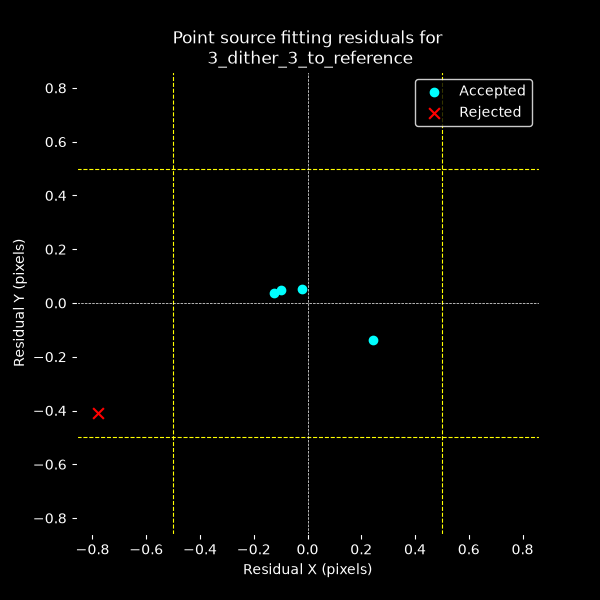 Point source fitting residuals for
3_dither_3_to_reference
Accepted
Rejected
0.8
0.6
0.4
0.2
0.0
−0.2
−0.4
−0.6
−0.8
Residual Y (pixels)
−0.8 −0.6 −0.4 −0.2 0.0 0.2 0.4 0.6 0.8
Residual X (pixels)